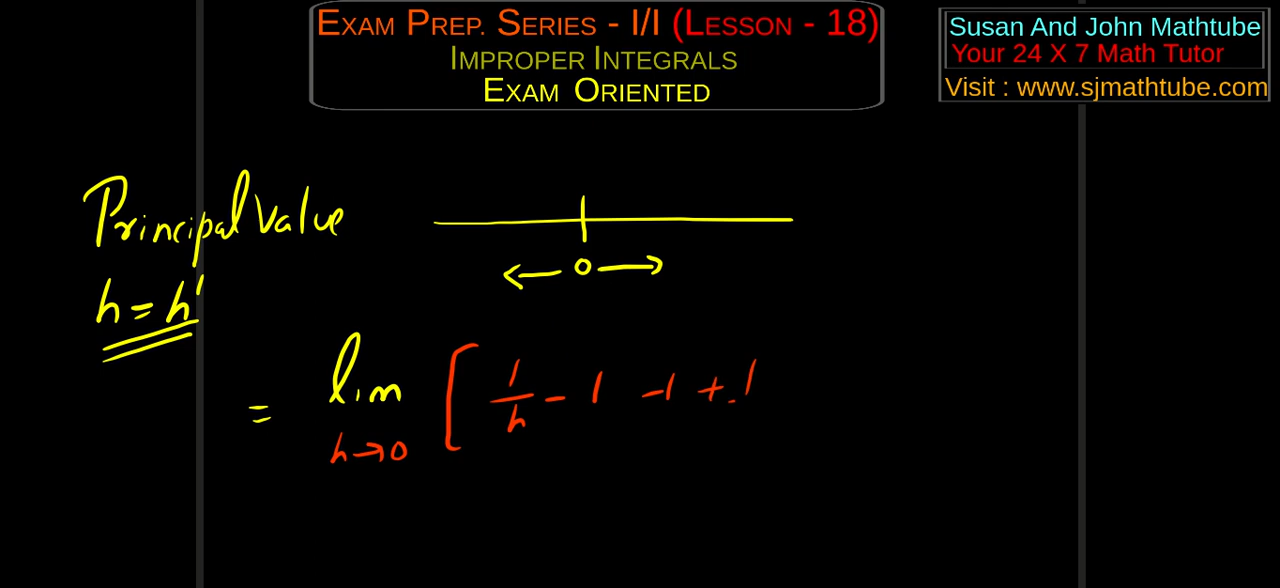 EXAM PREP. SERIES - I/I (LESSON - 18)
IMPROPER INTEGRALS
EXAM ORIENTED
Susan And John Mathtube
Your 24 X 7 Math Tutor
Visit : www.sjmathtube.com
Principal Value
0
h = h'
= lim h→0 [ 1/h - 1 - 1 + 1